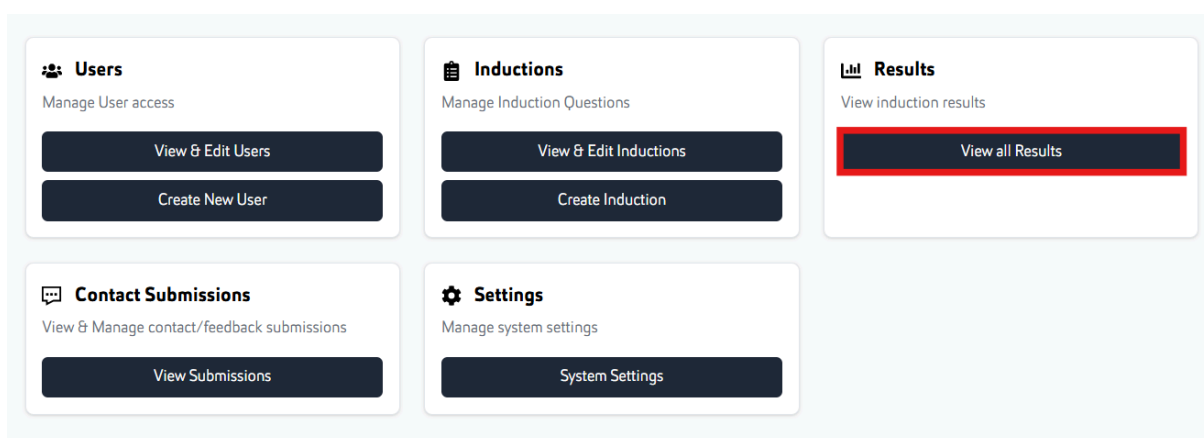 Users
Manage User access
View & Edit Users
Create New User
Inductions
Manage Induction Questions
View & Edit Inductions
Create Induction
Results
View induction results
View all Results
Contact Submissions
View & Manage contact/feedback submissions
View Submissions
Settings
Manage system settings
System Settings